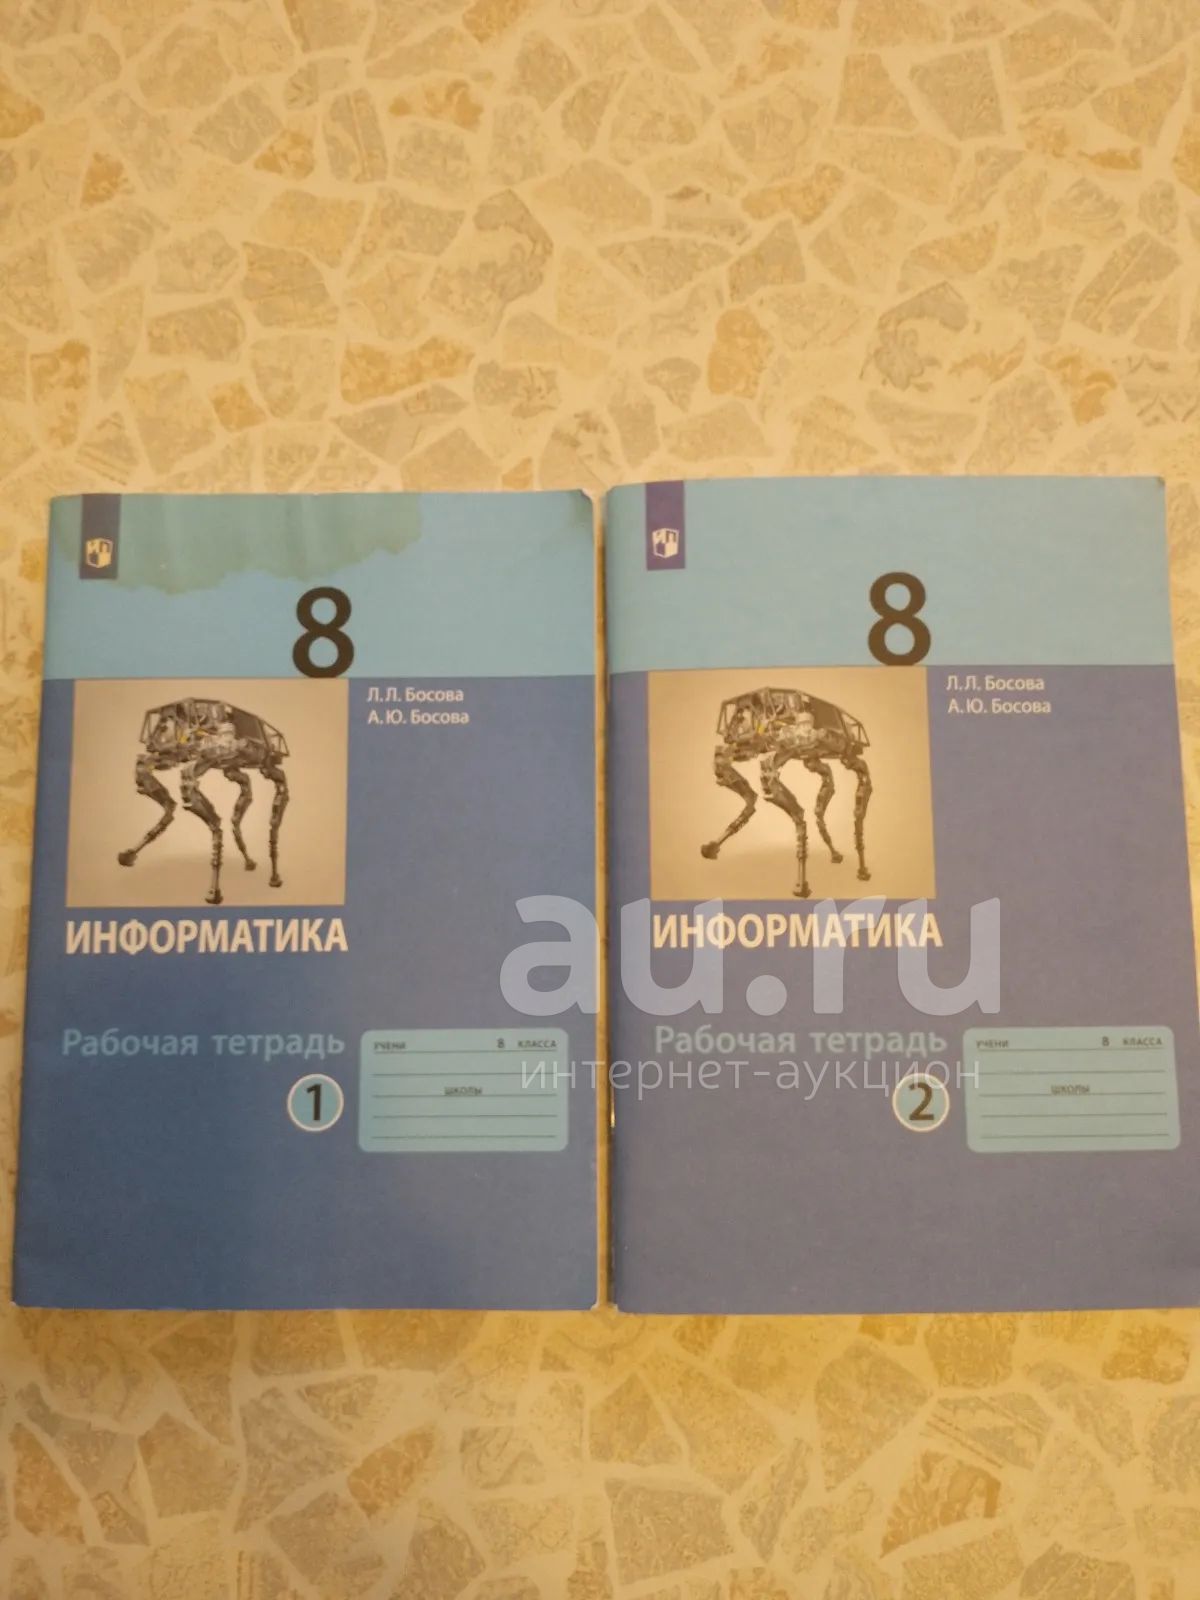 8
Л.Л. Босова
А.Ю. Босова
ИНФОРМАТИКА
Рабочая тетрадь
1
УЧЕНИ 8 КЛАССА
ШКОЛЫ
8
Л.Л. Босова
А.Ю. Босова
ИНФОРМАТИКА
Рабочая тетрадь
2
УЧЕНИ 8 КЛАССА
ШКОЛЫ
au.ru
интернет-аукцион